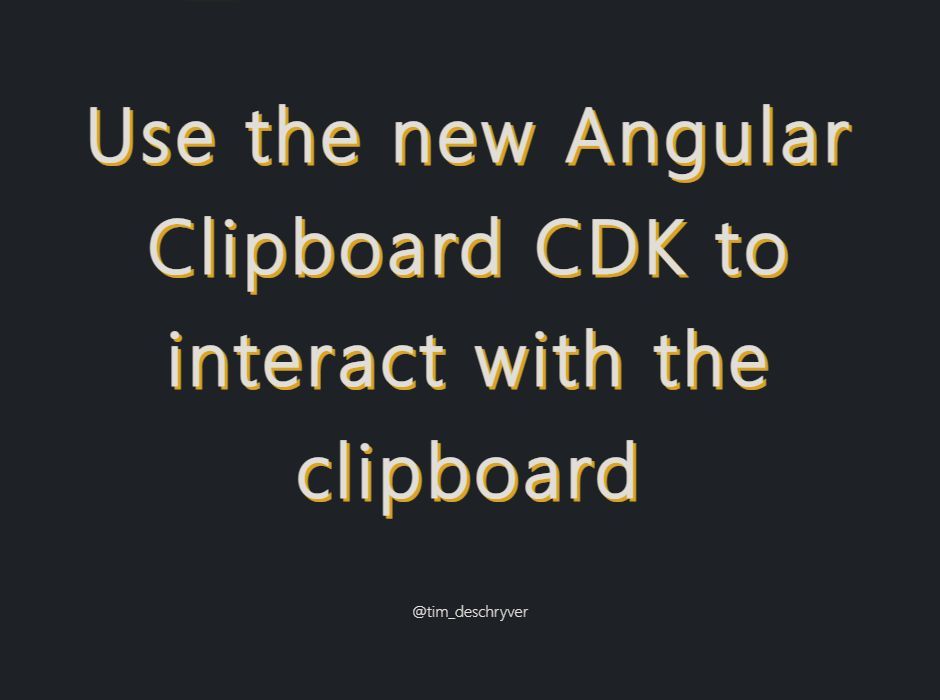 Use the new Angular
Clipboard CDK to
interact with the
clipboard
@tim_deschryver